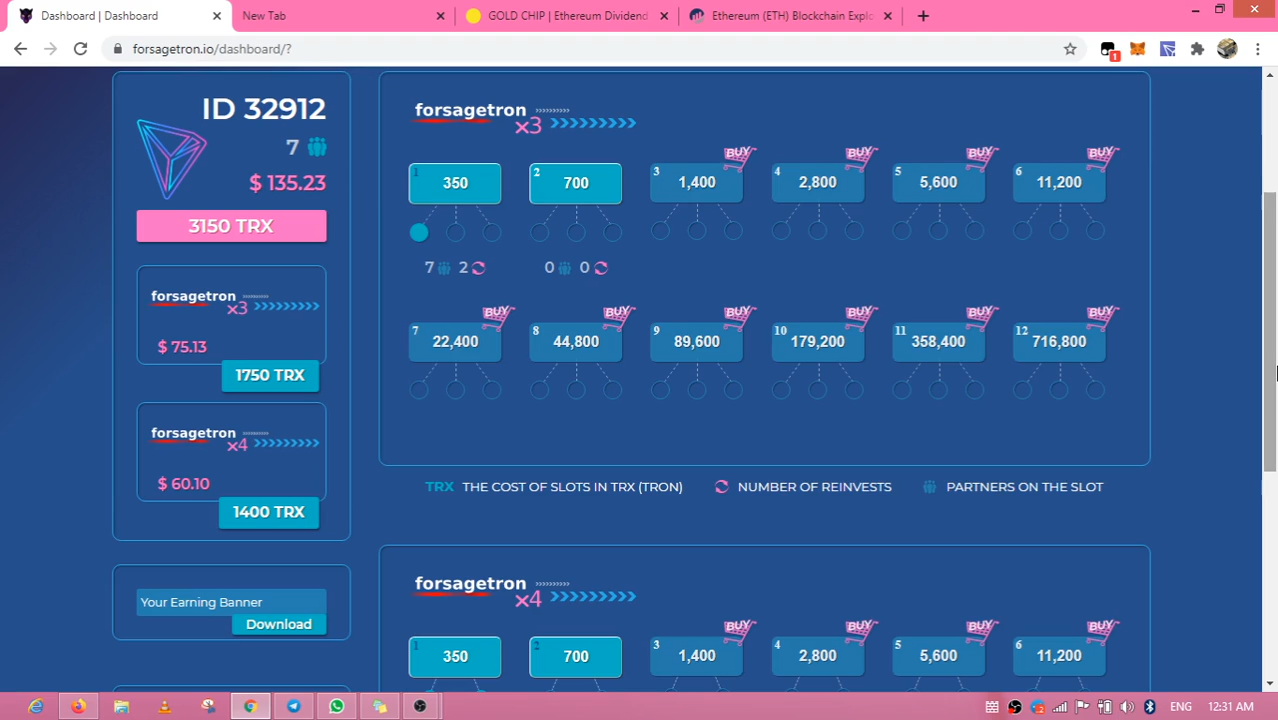 Dashboard | Dashboard
New Tab
GOLD CHIP | Ethereum Dividend
Ethereum (ETH) Blockchain Explo
forsagetron.io/dashboard/?
1
ID 32912
7
$ 135.23
3150 TRX
forsagetron
x3
$ 75.13
1750 TRX
forsagetron
x4
$ 60.10
1400 TRX
Your Earning Banner
Download
forsagetron
x3
BUY BUY BUY BUY
1 350 2 700 3 1,400 4 2,800 5 5,600 6 11,200
7 2 0 0
BUY BUY BUY BUY BUY BUY
7 22,400 8 44,800 9 89,600 10 179,200 11 358,400 12 716,800
TRX THE COST OF SLOTS IN TRX (TRON) NUMBER OF REINVESTS PARTNERS ON THE SLOT
forsagetron
x4
BUY BUY BUY BUY
1 350 2 700 3 1,400 4 2,800 5 5,600 6 11,200
ENG 12:31 AM